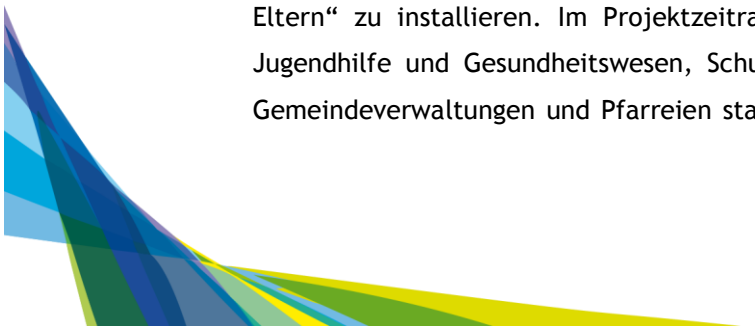 Eltern“ zu installieren. Im Projektzeitra
Jugendhilfe und Gesundheitswesen, Schu
Gemeindeverwaltungen und Pfarreien sta